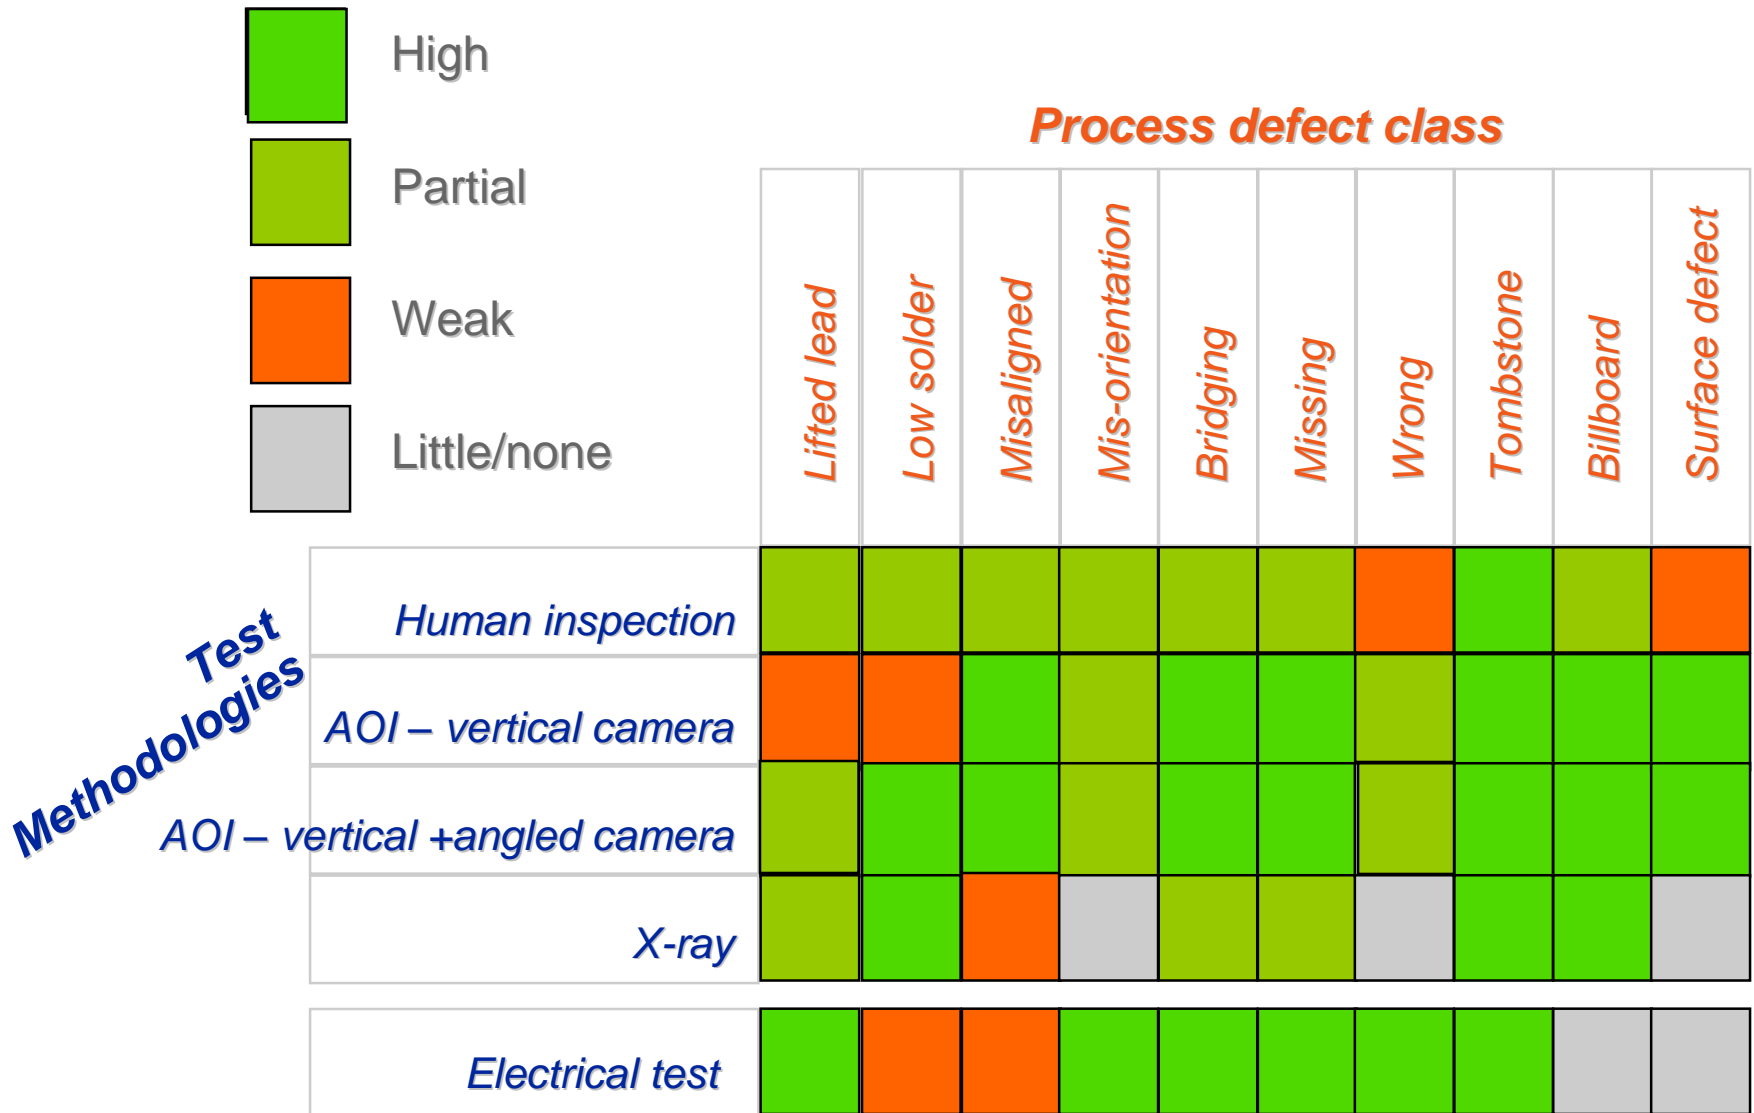 High
Partial
Weak
Little/none
Process defect class
Lifted lead
Low solder
Misaligned
Mis-orientation
Bridging
Missing
Wrong
Tombstone
Billboard
Surface defect
Test
Methodologies
Human inspection
AOI – vertical camera
AOI – vertical +angled camera
X-ray
Electrical test